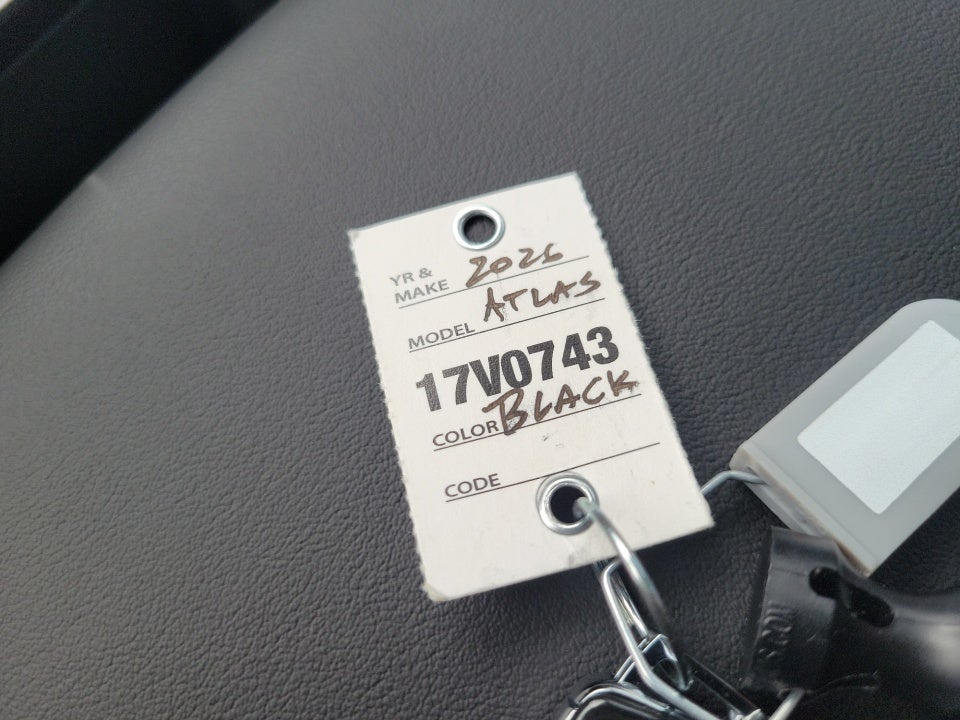 YR & MAKE 2026
MODEL ATLAS
17V0743
COLOR BLACK
CODE